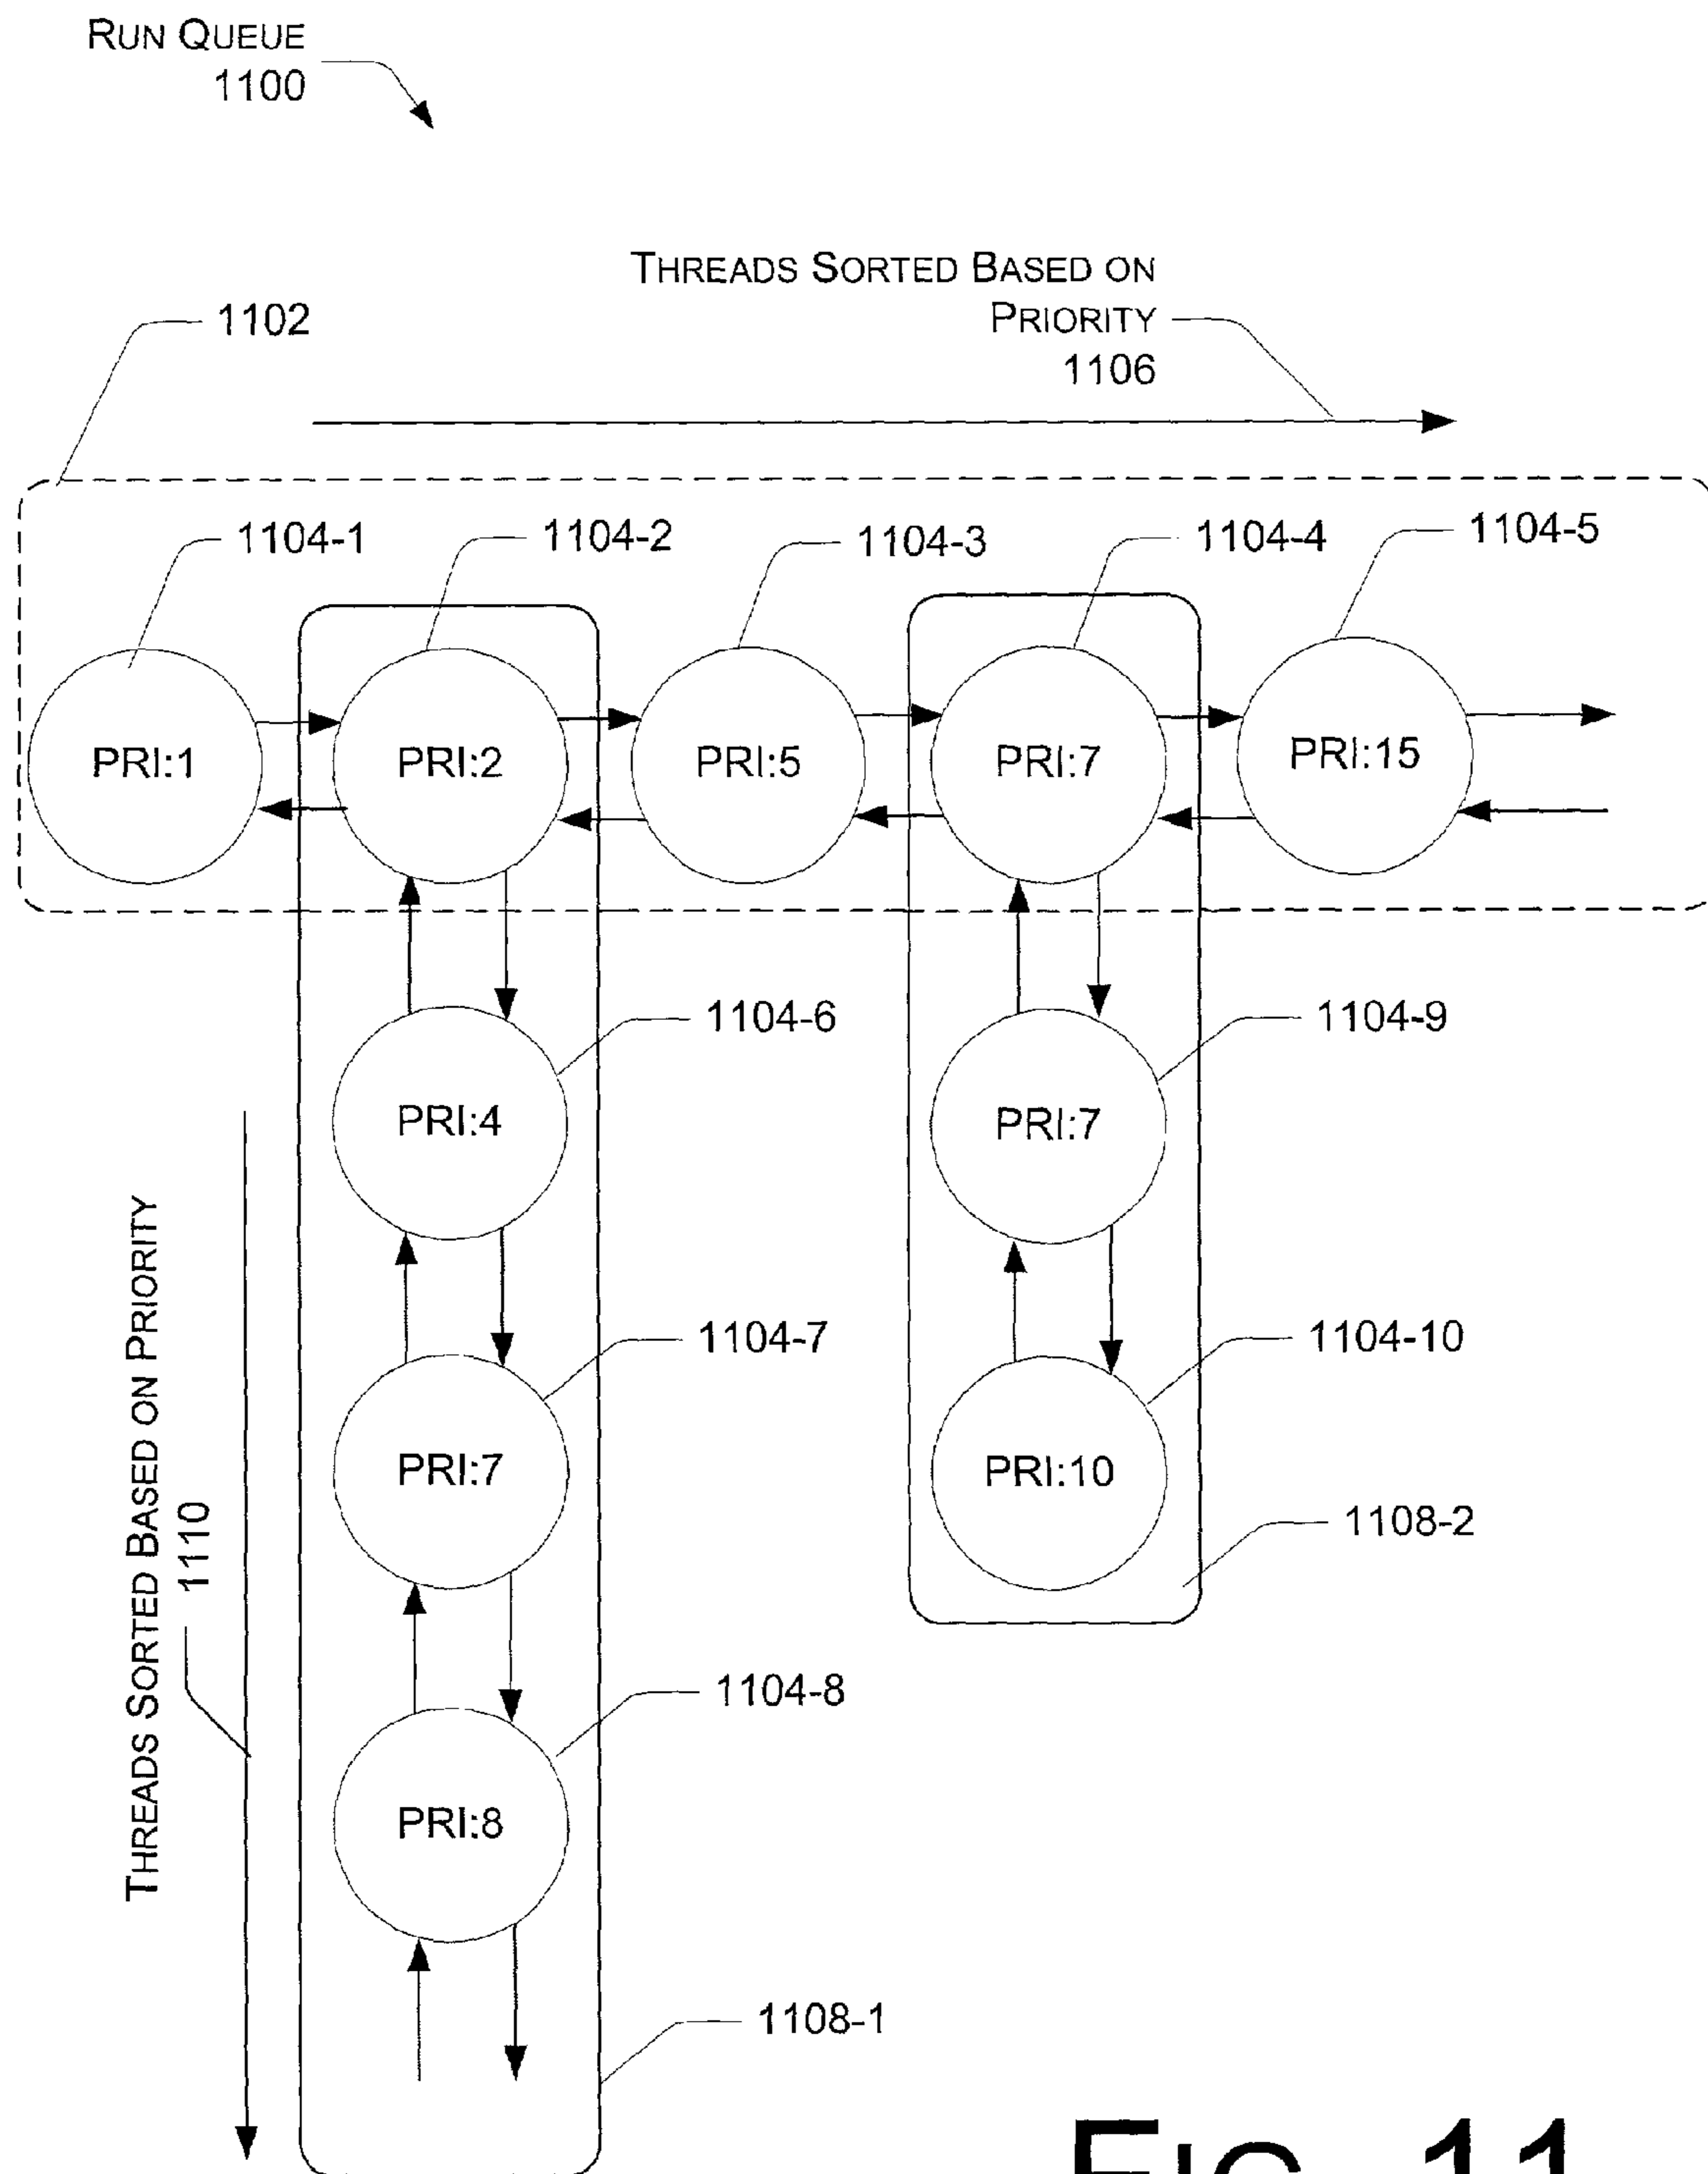 RUN QUEUE
1100
THREADS SORTED BASED ON
PRIORITY
1106
1102
1104-1
1104-2
1104-3
1104-4
1104-5
PRI:1
PRI:2
PRI:5
PRI:7
PRI:15
1104-6
1104-9
PRI:4
PRI:7
THREADS SORTED BASED ON PRIORITY
1110
1104-7
1104-10
PRI:7
PRI:10
1108-2
1104-8
PRI:8
1108-1
FIG. 11